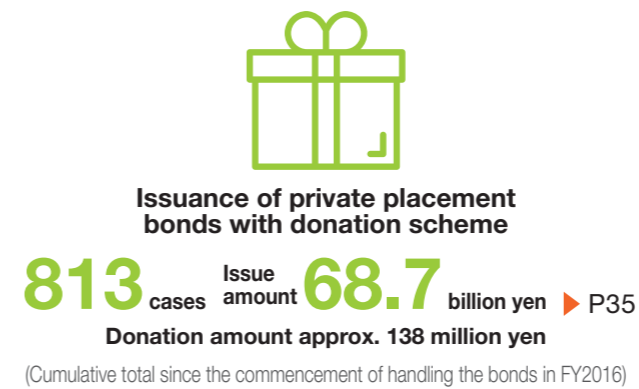 Issuance of private placement
bonds with donation scheme
813 cases Issue amount 68.7 billion yen ▶ P35
Donation amount approx. 138 million yen
(Cumulative total since the commencement of handling the bonds in FY2016)